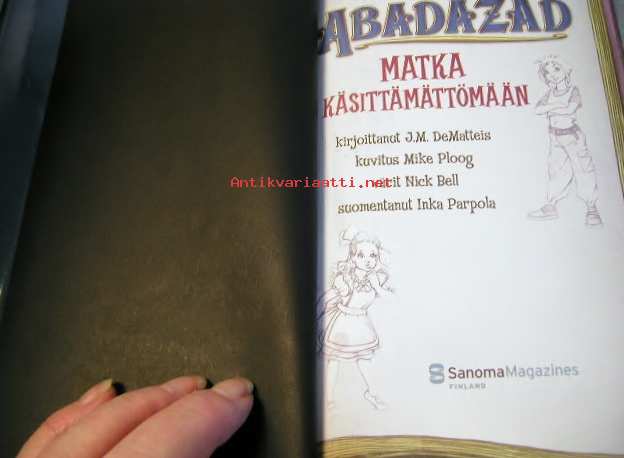 ABADAZAD
MATKA
KÄSITTÄMÄTTÖMÄÄN
kirjoittanut J.M. DeMatteis
kuvitus Mike Ploog
Nick Bell
suomentanut Inka Parpola
Antikvariaatti.net
SanomaMagazines
FINLAND